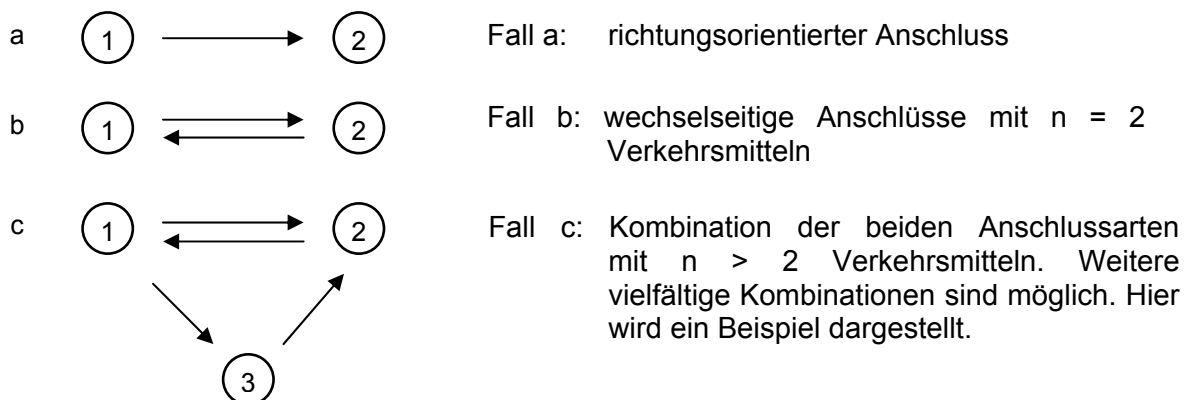 a 1 2 Fall a: richtungsorientierter Anschluss
b 1 2 Fall b: wechselseitige Anschlüsse mit n = 2
Verkehrsmitteln
c 1 2 Fall c: Kombination der beiden Anschlussarten
mit n > 2 Verkehrsmitteln. Weitere
vielfältige Kombinationen sind möglich. Hier
wird ein Beispiel dargestellt.
3